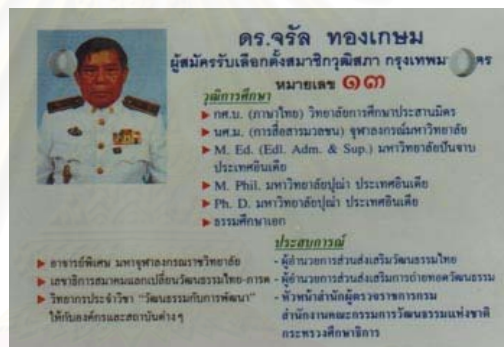 ดร.จรัล ทองเกษม
ผู้สมัครรับเลือกตั้งสมาชิกวุฒิสภา กรุงเทพม คร
หมายเลข ๑๓
วุฒิการศึกษา
▶ กศ.บ. (ภาษาไทย) วิทยาลัยการศึกษาประสานมิตร
▶ นศ.ม. (การสื่อสารมวลชน) จุฬาลงกรณ์มหาวิทยาลัย
▶ M. Ed. (Edl. Adm. & Sup.) มหาวิทยาลัยปันจาบ
ประเทศอินเดีย
▶ M. Phil. มหาวิทยาลัยปูณ่า ประเทศอินเดีย
▶ Ph. D. มหาวิทยาลัยปูณ่า ประเทศอินเดีย
▶ ธรรมศึกษาเอก
▶ อาจารย์พิเศษ มหาจุฬาลงกรณราชวิทยาลัย
▶ เลขาธิการสมาคมแลกเปลี่ยนวัฒนธรรมไทย-ภารต
▶ วิทยากรประจำวิชา "วัฒนธรรมกับการพัฒนา"
ให้กับองค์กรและสถาบันต่างๆ
ประสบการณ์
- ผู้อำนวยการส่วนส่งเสริมวัฒนธรรมไทย
- ผู้อำนวยการส่วนส่งเสริมการถ่ายทอดวัฒนธรรม
- หัวหน้าสำนักผู้ตรวจราชการกรม
สำนักงานคณะกรรมการวัฒนธรรมแห่งชาติ
กระทรวงศึกษาธิการ